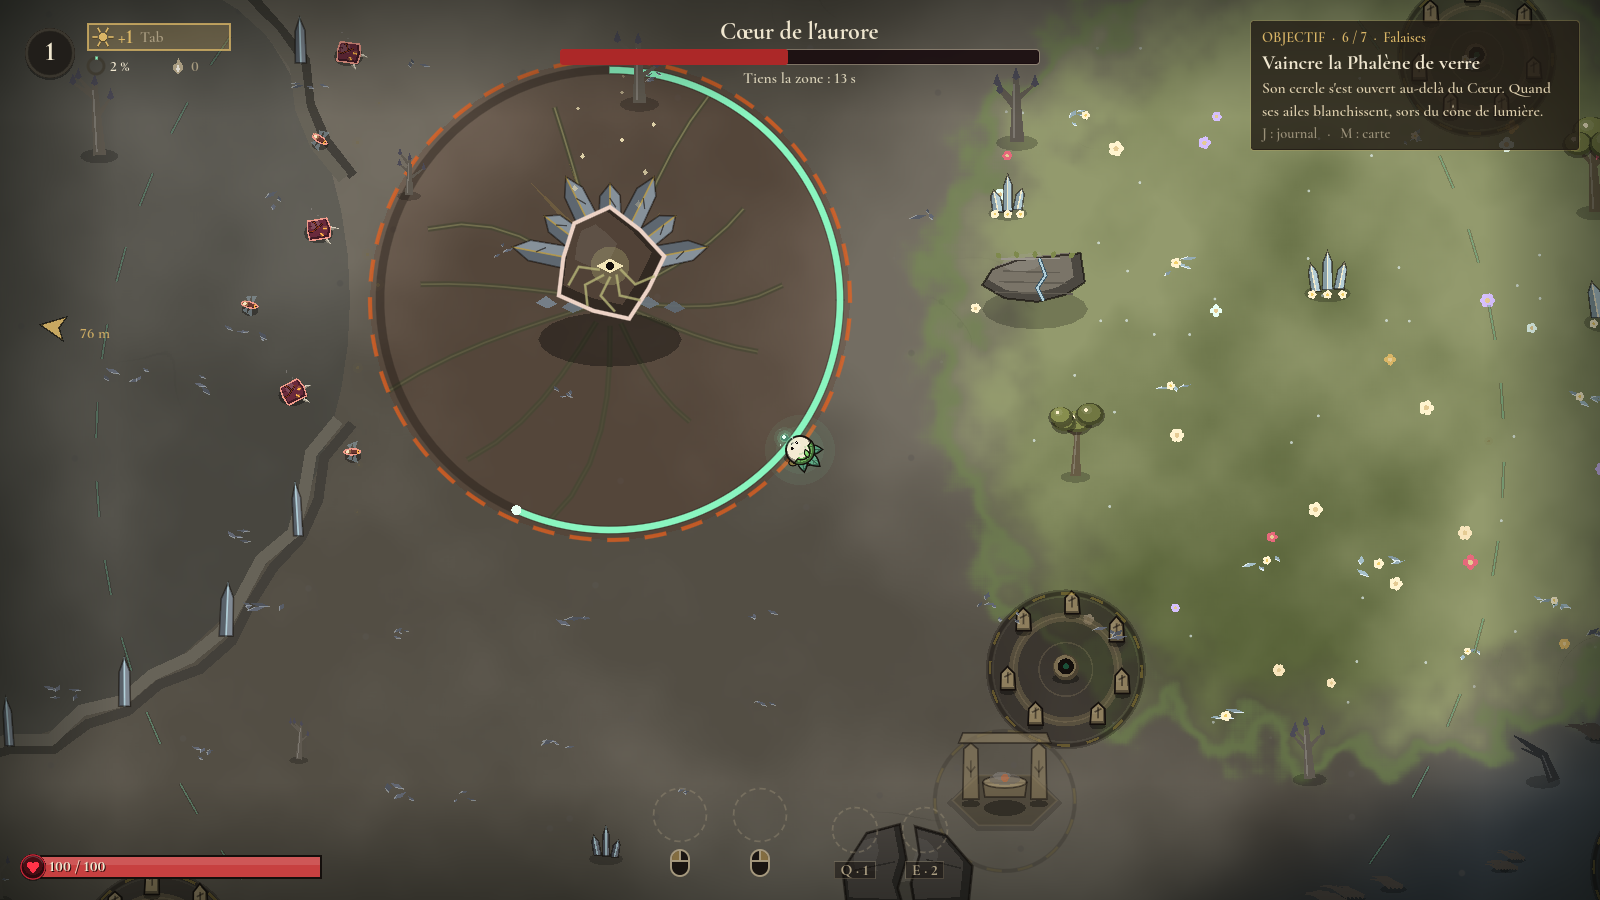 1
+1 Tab
2 %
0
Cœur de l'aurore
Tiens la zone : 13 s
OBJECTIF · 6 / 7 · Falaises
Vaincre la Phalène de verre
Son cercle s'est ouvert au-delà du Cœur. Quand
ses ailes blanchissent, sors du cône de lumière.
J : journal · M : carte
76 m
100 / 100
Q · 1
E · 2